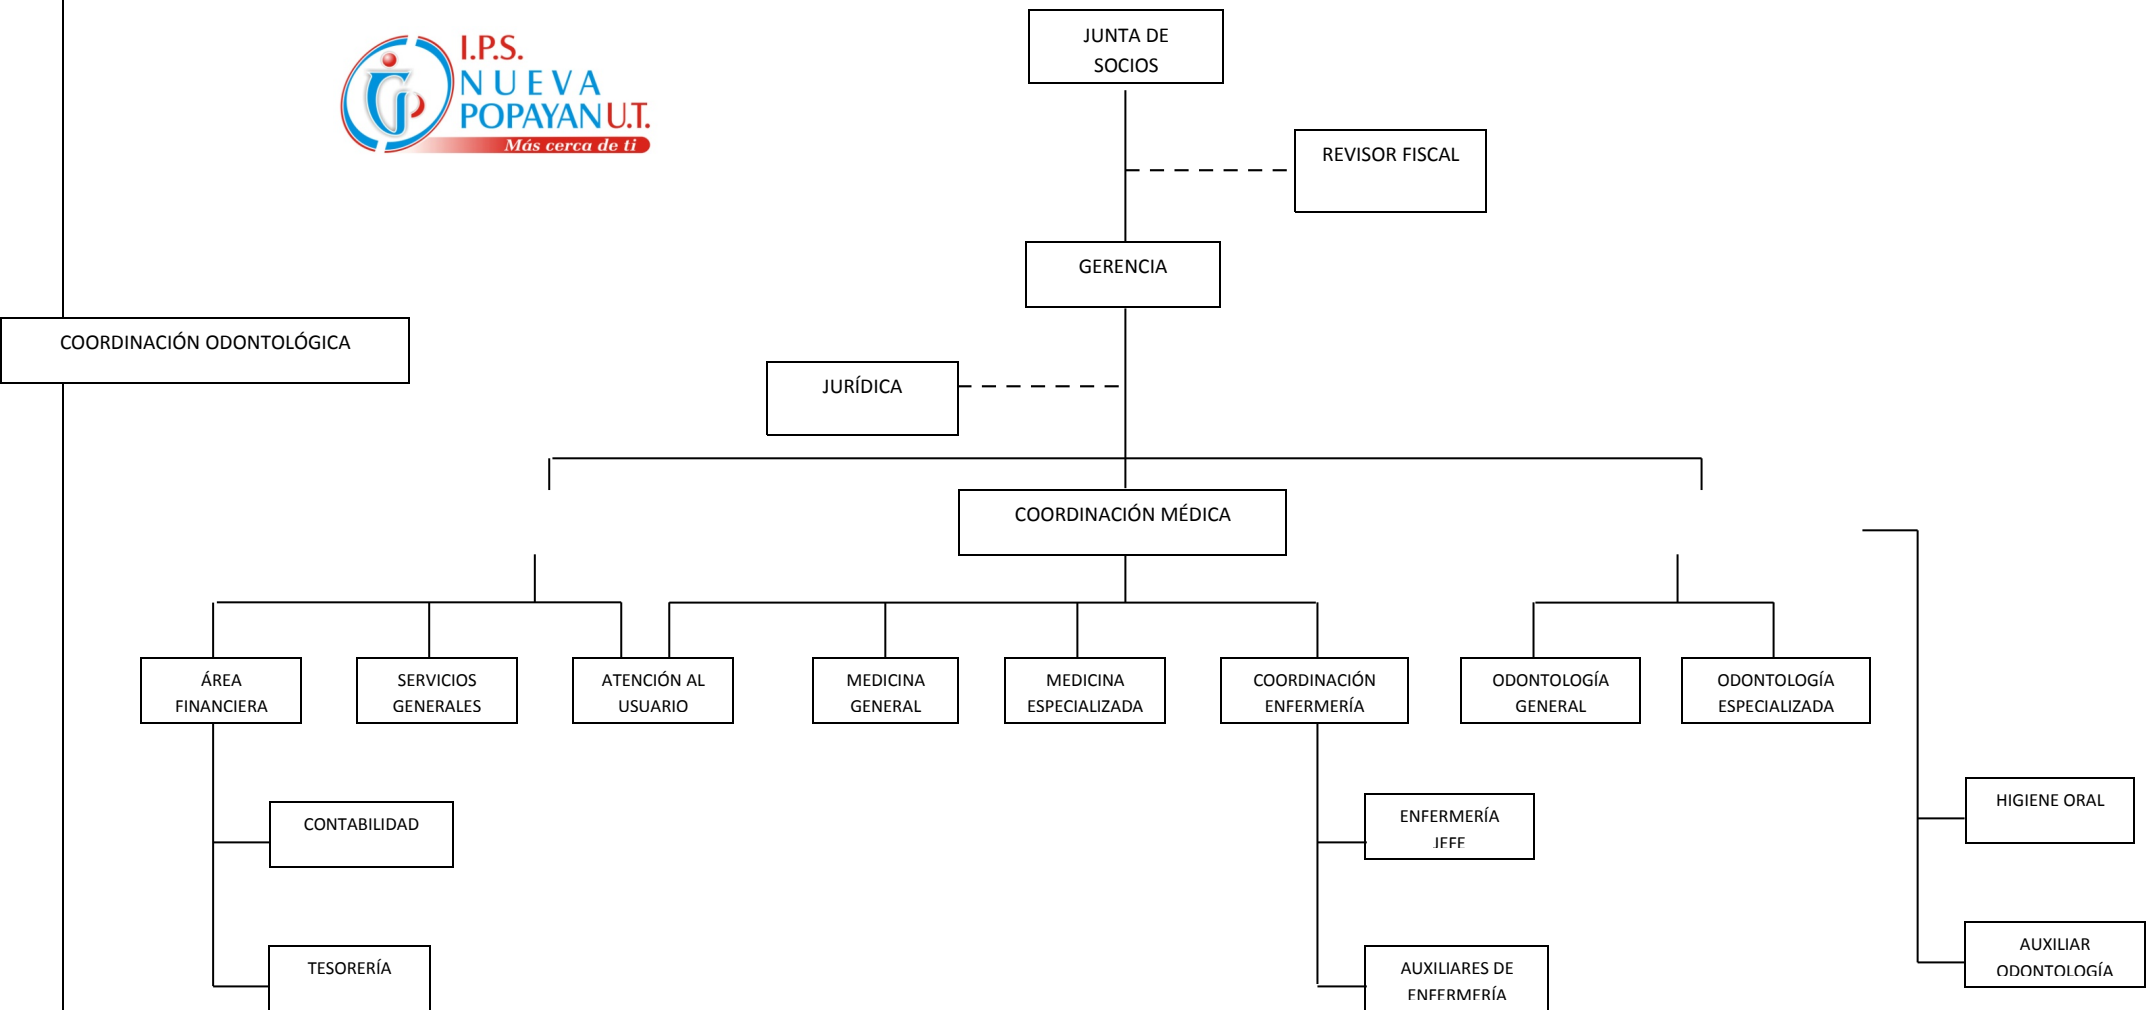 I.P.S.
NUEVA
POPAYAN U.T.
Más cerca de ti
JUNTA DE
SOCIOS
REVISOR FISCAL
GERENCIA
COORDINACIÓN ODONTOLÓGICA
JURÍDICA
COORDINACIÓN MÉDICA
ÁREA
FINANCIERA
SERVICIOS
GENERALES
ATENCIÓN AL
USUARIO
MEDICINA
GENERAL
MEDICINA
ESPECIALIZADA
COORDINACIÓN
ENFERMERÍA
ODONTOLOGÍA
GENERAL
ODONTOLOGÍA
ESPECIALIZADA
CONTABILIDAD
ENFERMERÍA
JEFE
HIGIENE ORAL
TESORERÍA
AUXILIARES DE
ENFERMERÍA
AUXILIAR
ODONTOLOGÍA